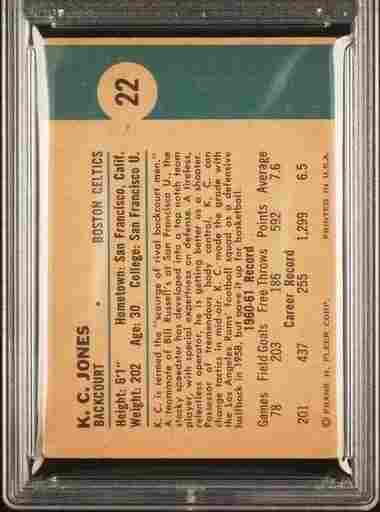 22
K. C. JONES
BACKCOURT
BOSTON CELTICS
Height: 6'1" Hometown: San Francisco, Calif.
Weight: 202 Age: 30 College: San Francisco U.
K. C. is termed the "scourge of rival backcourt men."
A teammate of Bill Russell's at San Francisco U., the
stocky speedster has developed into a top notch team
player, with special expertness on defense. A tireless,
relentless operator, he is getting better as a shooter.
Possessor of tremendous body control, K. C. can
change tactics in mid-air. K. C. made the grade with
the Los Angeles Rams' football squad as a defensive
halfback in 1958, but gave it up for basketball.
1960-61 Record
Games Field Goals Free Throws Points Average
78 203 186 592 7.6
Career Record
201 437 255 1,299 6.5
© FRANK H. FLEER CORP. PRINTED IN U.S.A.